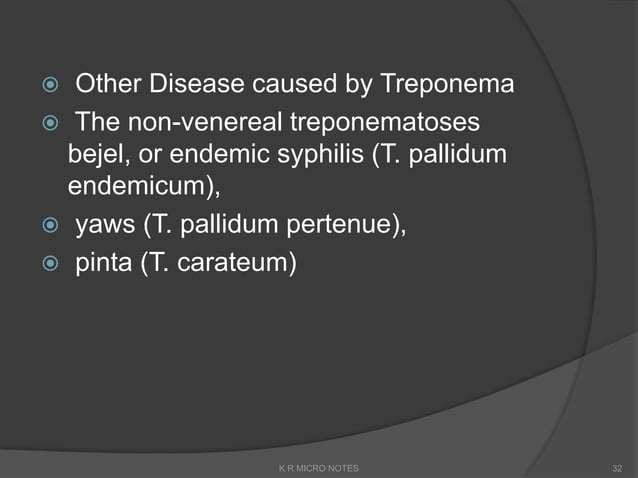 Other Disease caused by Treponema
The non-venereal treponematoses
bejel, or endemic syphilis (T. pallidum
endemicum),
yaws (T. pallidum pertenue),
pinta (T. carateum)
K R MICRO NOTES
32